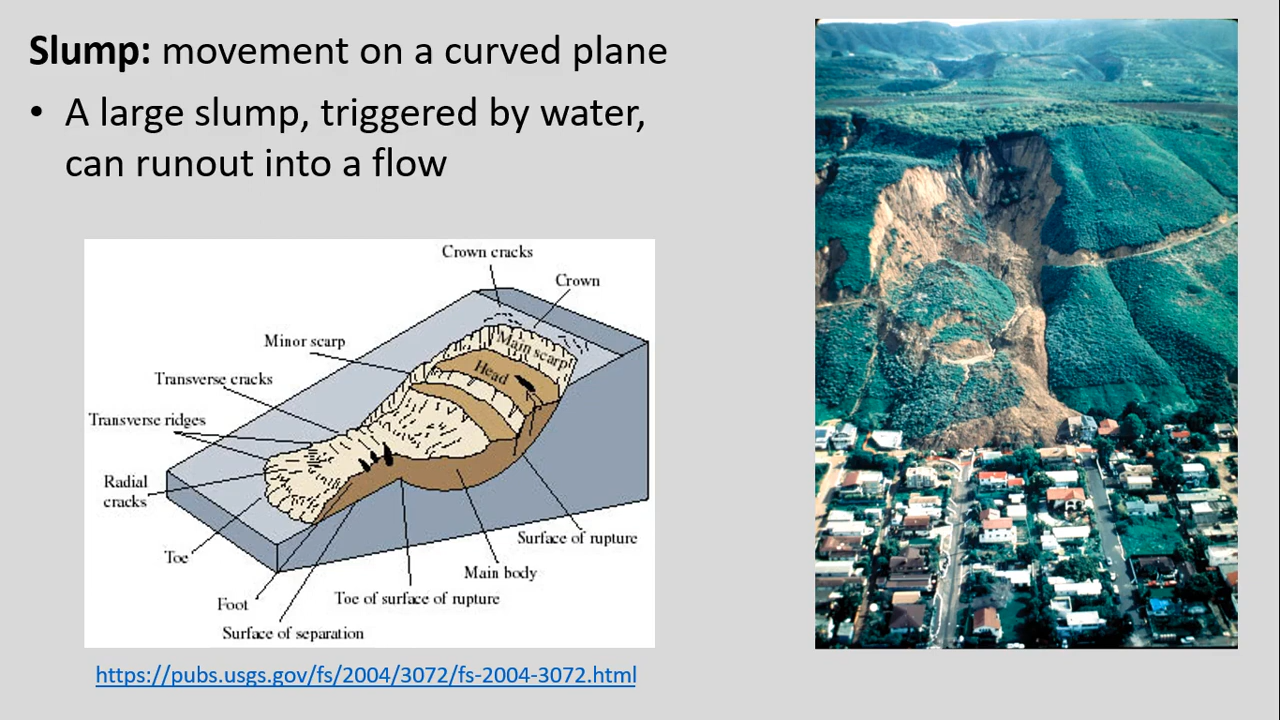 Slump: movement on a curved plane
• A large slump, triggered by water,
can runout into a flow
Crown cracks
Crown
Minor scarp
Main scarp
Head
Transverse cracks
Transverse ridges
Radial
cracks
Surface of rupture
Toe
Main body
Toe of surface of rupture
Foot
Surface of separation
https://pubs.usgs.gov/fs/2004/3072/fs-2004-3072.html